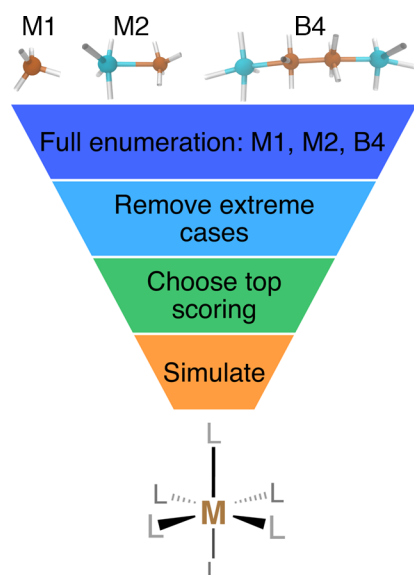 M1 M2 B4
Full enumeration: M1, M2, B4
Remove extreme
cases
Choose top
scoring
Simulate
L
L L
M
L L
L